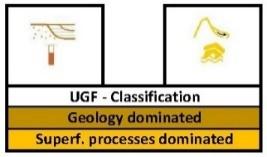 UGF - Classification
Geology dominated
Superf. processes dominated